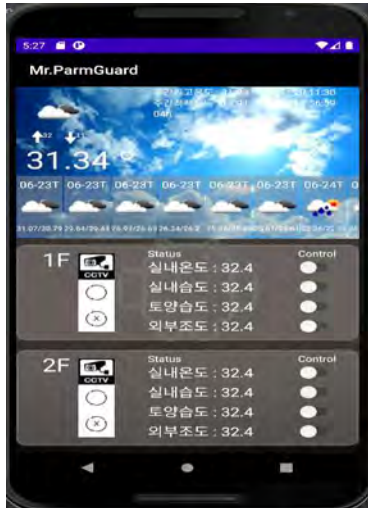 5:27
Mr.ParmGuard
04h
31.34 °
06-23T 06-23T 06-23T 06-23T 06-23T 06-23T 06-24T 0
1F
CCTV
Status
Control
실내온도 : 32.4
실내습도 : 32.4
토양습도 : 32.4
외부조도 : 32.4
2F
CCTV
Status
Control
실내온도 : 32.4
실내습도 : 32.4
토양습도 : 32.4
외부조도 : 32.4